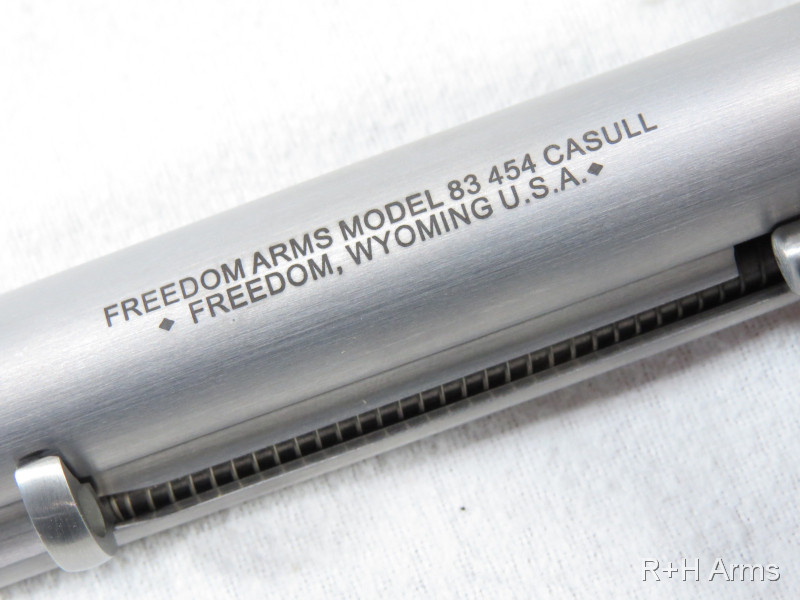 FREEDOM ARMS MODEL 83 454 CASULL
◆ FREEDOM, WYOMING U.S.A. ◆
R+H Arms